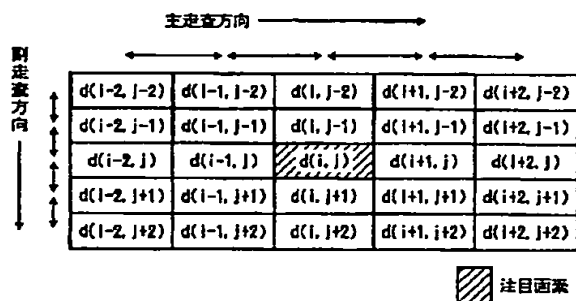 主走査方向
副走査方向
d(i-2, j-2) d(i-1, j-2) d(i, j-2) d(i+1, j-2) d(i+2, j-2)
d(i-2, j-1) d(i-1, j-1) d(i, j-1) d(i+1, j-1) d(i+2, j-1)
d(i-2, j) d(i-1, j) d(i, j) d(i+1, j) d(i+2, j)
d(i-2, j+1) d(i-1, j+1) d(i, j+1) d(i+1, j+1) d(i+2, j+1)
d(i-2, j+2) d(i-1, j+2) d(i, j+2) d(i+1, j+2) d(i+2, j+2)
注目画素